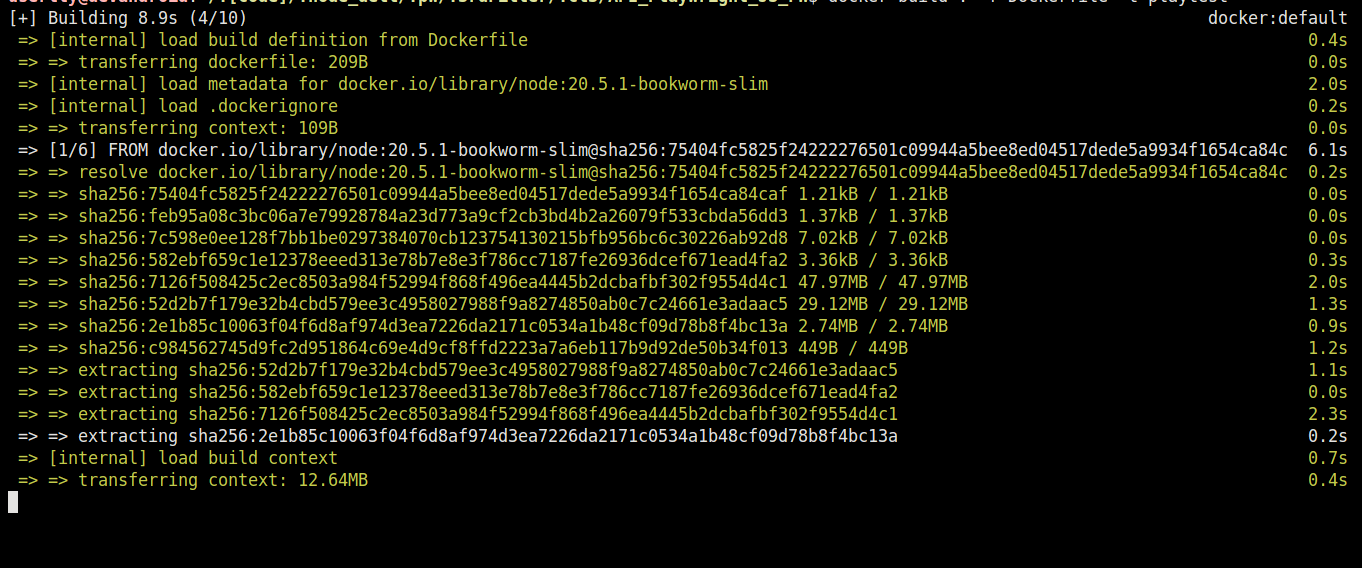 [+] Building 8.9s (4/10) docker:default
=> [internal] load build definition from Dockerfile 0.4s
=> => transferring dockerfile: 209B 0.0s
=> [internal] load metadata for docker.io/library/node:20.5.1-bookworm-slim 2.0s
=> [internal] load .dockerignore 0.2s
=> => transferring context: 109B 0.0s
=> [1/6] FROM docker.io/library/node:20.5.1-bookworm-slim@sha256:75404fc5825f24222276501c09944a5bee8ed04517dede5a9934f1654ca84c 6.1s
=> => resolve docker.io/library/node:20.5.1-bookworm-slim@sha256:75404fc5825f24222276501c09944a5bee8ed04517dede5a9934f1654ca84c 0.2s
=> => sha256:75404fc5825f24222276501c09944a5bee8ed04517dede5a9934f1654ca84caf 1.21kB / 1.21kB 0.0s
=> => sha256:feb95a08c3bc06a7e79928784a23d773a9cf2cb3bd4b2a26079f533cbda56dd3 1.37kB / 1.37kB 0.0s
=> => sha256:7c598e0ee128f7bb1be0297384070cb123754130215bfb956bc6c30226ab92d8 7.02kB / 7.02kB 0.0s
=> => sha256:582ebf659c1e12378eeed313e78b7e8e3f786cc7187fe26936dcef671ead4fa2 3.36kB / 3.36kB 0.3s
=> => sha256:7126f508425c2ec8503a984f52994f868f496ea4445b2dcbafbf302f9554d4c1 47.97MB / 47.97MB 2.0s
=> => sha256:52d2b7f179e32b4cbd579ee3c4958027988f9a8274850ab0c7c24661e3adaac5 29.12MB / 29.12MB 1.3s
=> => sha256:2e1b85c10063f04f6d8af974d3ea7226da2171c0534a1b48cf09d78b8f4bc13a 2.74MB / 2.74MB 0.9s
=> => sha256:c984562745d9fc2d951864c69e4d9cf8ffd2223a7a6eb117b9d92de50b34f013 449B / 449B 1.2s
=> => extracting sha256:52d2b7f179e32b4cbd579ee3c4958027988f9a8274850ab0c7c24661e3adaac5 1.1s
=> => extracting sha256:582ebf659c1e12378eeed313e78b7e8e3f786cc7187fe26936dcef671ead4fa2 0.0s
=> => extracting sha256:7126f508425c2ec8503a984f52994f868f496ea4445b2dcbafbf302f9554d4c1 2.3s
=> => extracting sha256:2e1b85c10063f04f6d8af974d3ea7226da2171c0534a1b48cf09d78b8f4bc13a 0.2s
=> [internal] load build context 0.7s
=> => transferring context: 12.64MB 0.4s